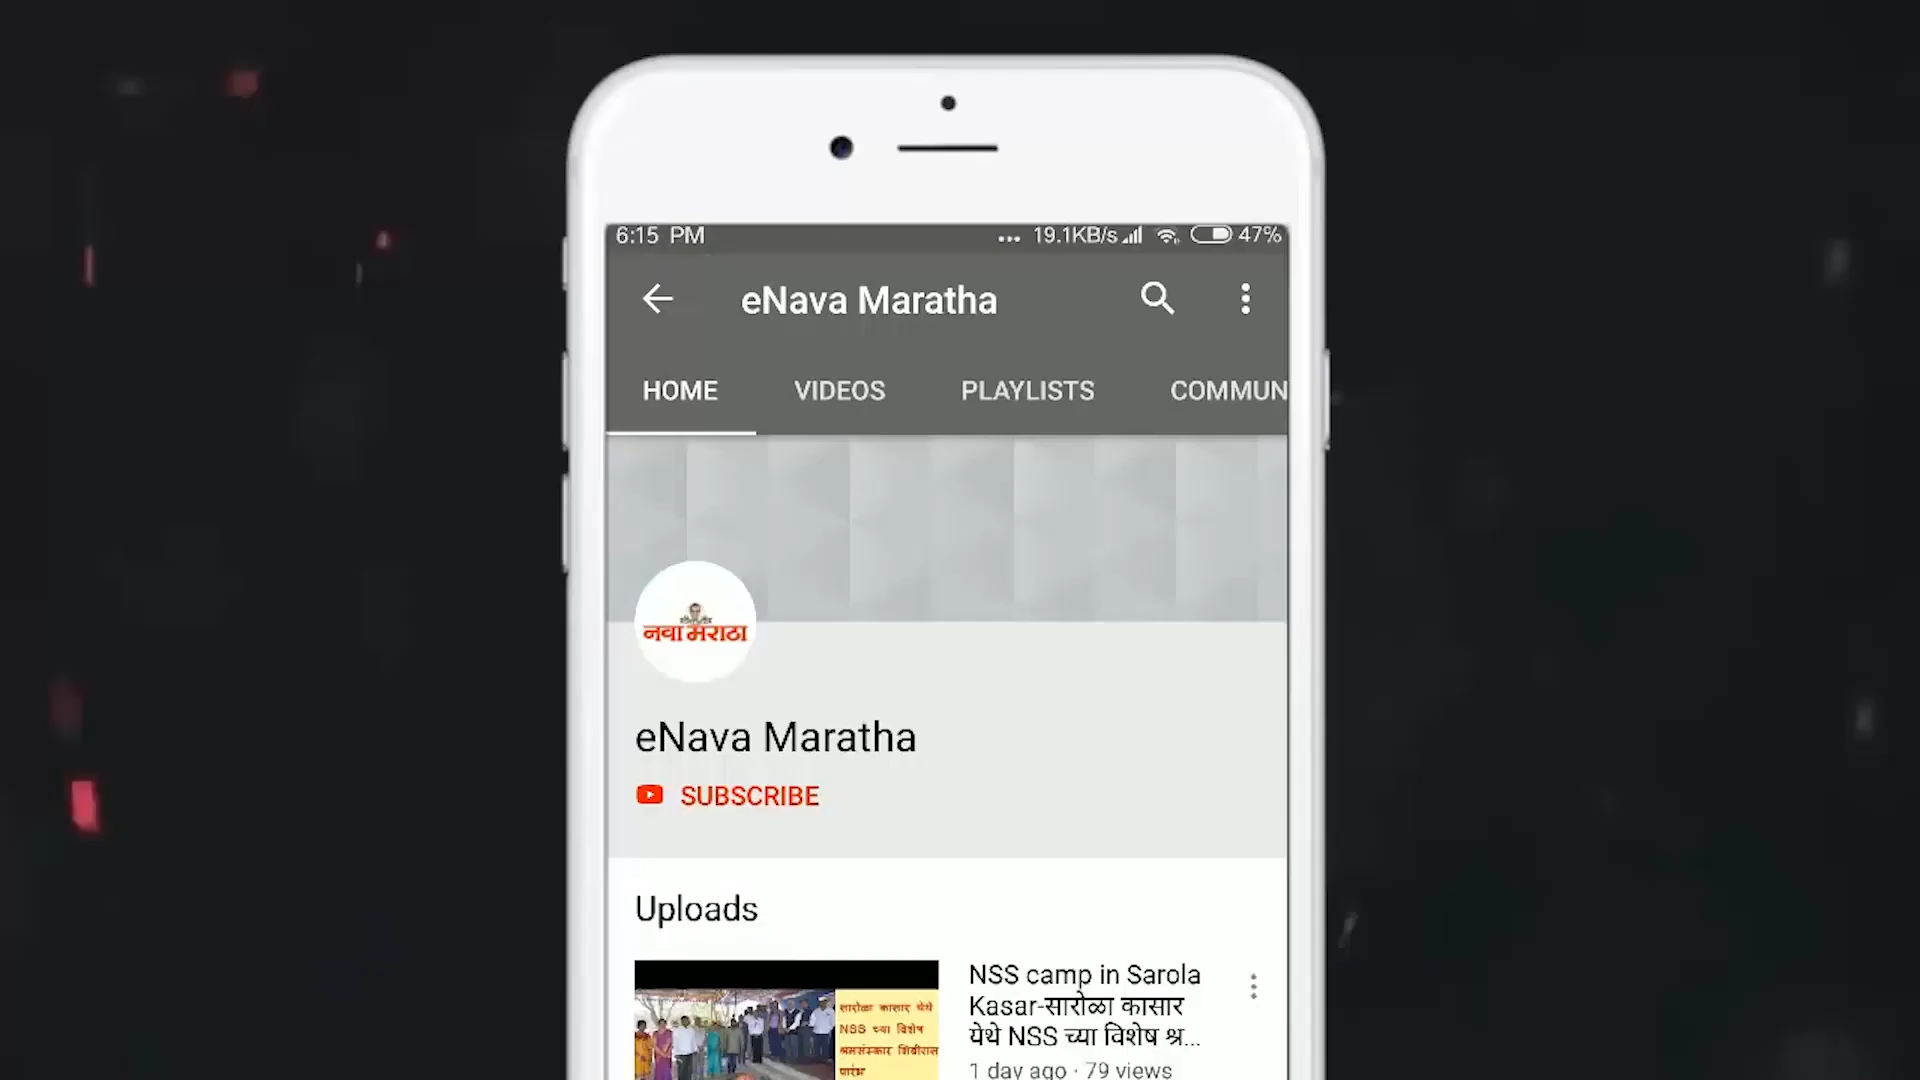 6:15 PM
19.1KB/s
47%
eNava Maratha
HOME
VIDEOS
PLAYLISTS
COMMUN
नवा मराठा
eNava Maratha
SUBSCRIBE
Uploads
NSS camp in Sarola
Kasar-सारोळा कासार
येथे NSS च्या विशेष श्र...
1 day ago · 79 views
सारोळा कासार येथे
NSS च्या विशेष
श्रमसंस्कार शिबीरास
प्रारंभ